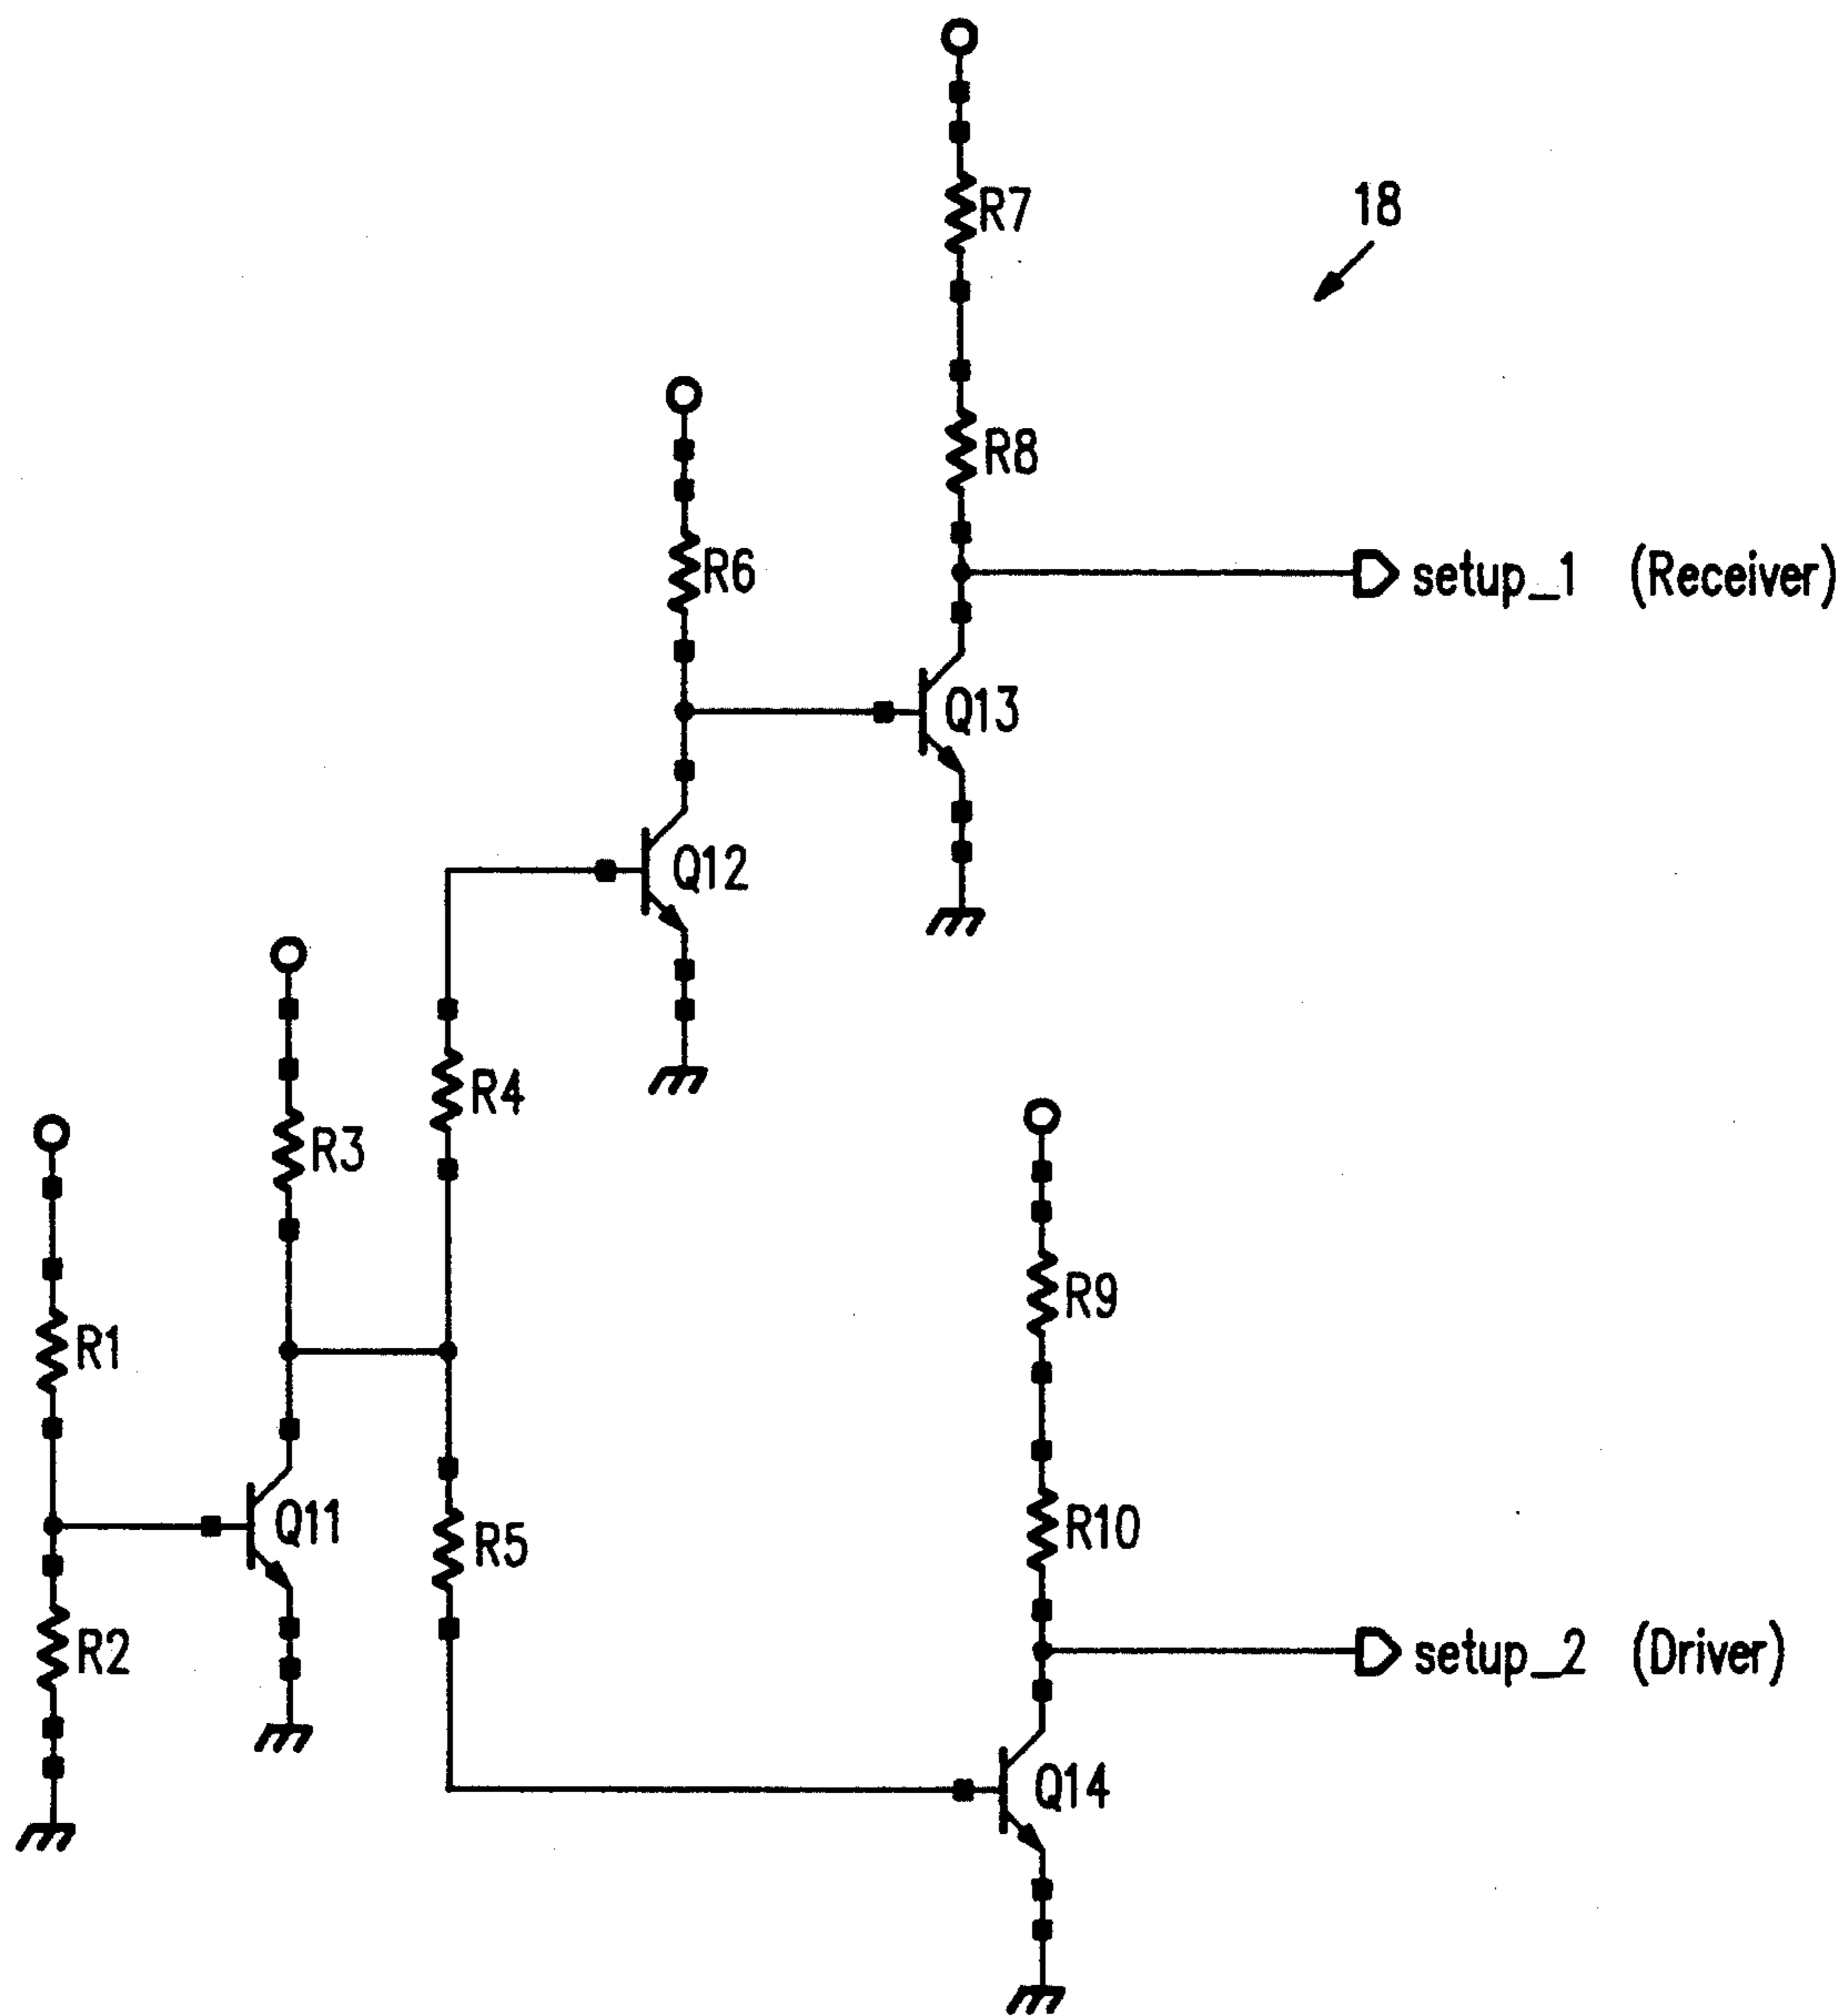 R7
18
R8
R6
setup_1 (Receiver)
Q13
Q12
R4
R3
R9
R1
Q11
R10
R5
R2
setup_2 (Driver)
Q14